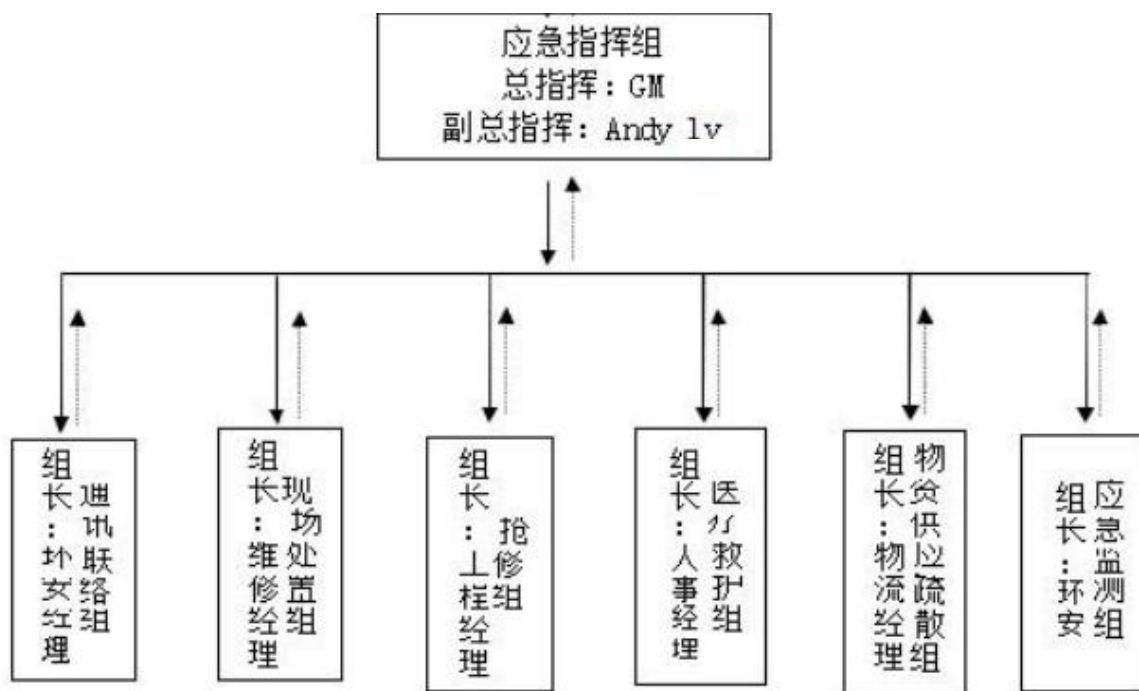 应急指挥组
总指挥：GM
副总指挥：Andy lv
通讯联络组
组长：环安经理
现场处置组
组长：维修经理
抢修组
组长：工程经理
医疗救护组
组长：人事经理
物资供应疏散组
组长：物流经理
应急监测组
组长：环安